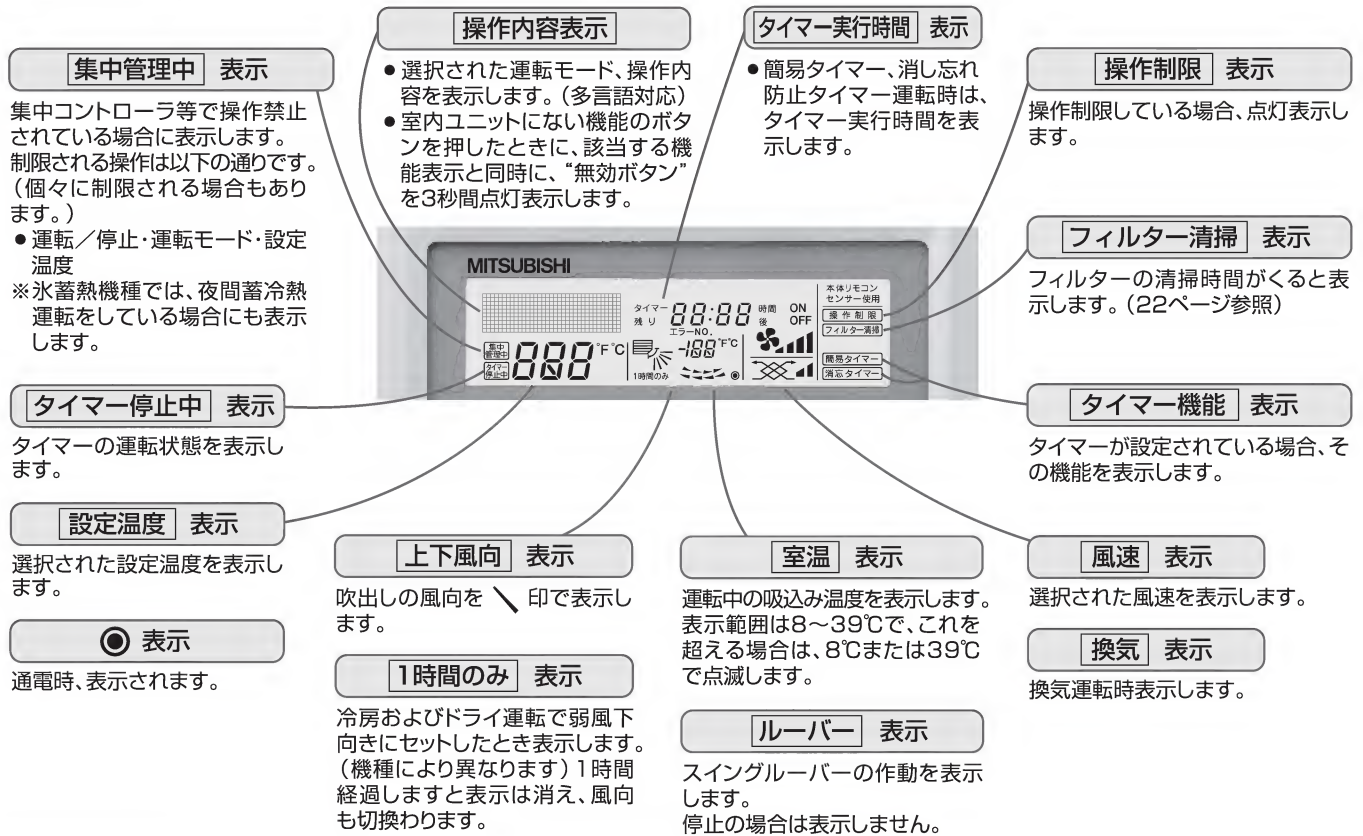 集中管理中 表示
集中コントローラ等で操作禁止
されている場合に表示します。
制限される操作は以下の通りです。
(個々に制限される場合もあり
ます。)
●運転／停止・運転モード・設定
温度
※氷蓄熱機種では、夜間蓄冷熱
運転をしている場合にも表示
します。
タイマー停止中 表示
タイマーの運転状態を表示し
ます。
設定温度 表示
選択された設定温度を表示し
ます。
◉ 表示
通電時、表示されます。
操作内容表示
●選択された運転モード、操作内
容を表示します。(多言語対応)
●室内ユニットにない機能のボタ
ンを押したときに、該当する機
能表示と同時に、“無効ボタン”
を3秒間点灯表示します。
タイマー実行時間 表示
●簡易タイマー、消し忘れ
防止タイマー運転時は、
タイマー実行時間を表
示します。
操作制限 表示
操作制限している場合、点灯表示し
ます。
フィルター清掃 表示
フィルターの清掃時間がくると表
示します。(22ページ参照)
タイマー機能 表示
タイマーが設定されている場合、そ
の機能を表示します。
MITSUBISHI
タイマー
残り
88:88
時間
後
ON
OFF
エラーNO.
本体リモコン
センサー使用
操作制限
フィルター清掃
簡易タイマー
消忘タイマー
集中
管理中
タイマー
停止中
888
°F°C
1時間のみ
-188
°F°C
上下風向 表示
吹出しの風向を ＼ 印で表示し
ます。
1時間のみ 表示
冷房およびドライ運転で弱風下
向きにセットしたとき表示します。
(機種により異なります)1時間
経過しますと表示は消え、風向
も切換わります。
室温 表示
運転中の吸込み温度を表示します。
表示範囲は8〜39℃で、これを
超える場合は、8℃または39℃
で点滅します。
ルーバー 表示
スイングルーバーの作動を表示
します。
停止の場合は表示しません。
風速 表示
選択された風速を表示します。
換気 表示
換気運転時表示します。